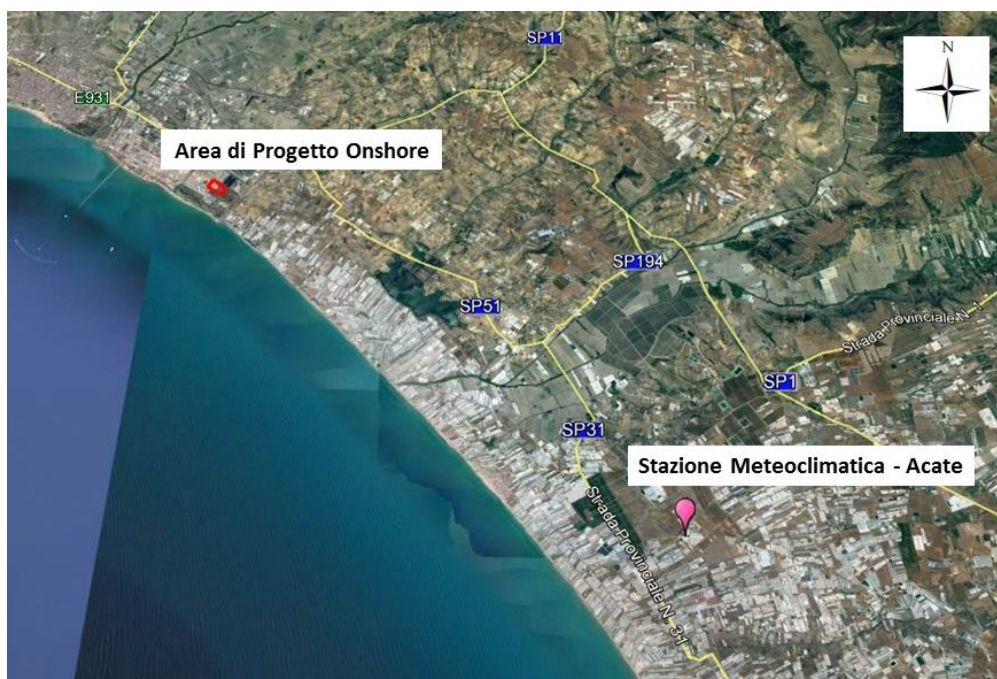 SP11
N
E931
Area di Progetto Onshore
SP194
SP51
Strada Provinciale N. 1
SP1
SP31
Stazione Meteoclimatica - Acate
Strada Provinciale N. 31